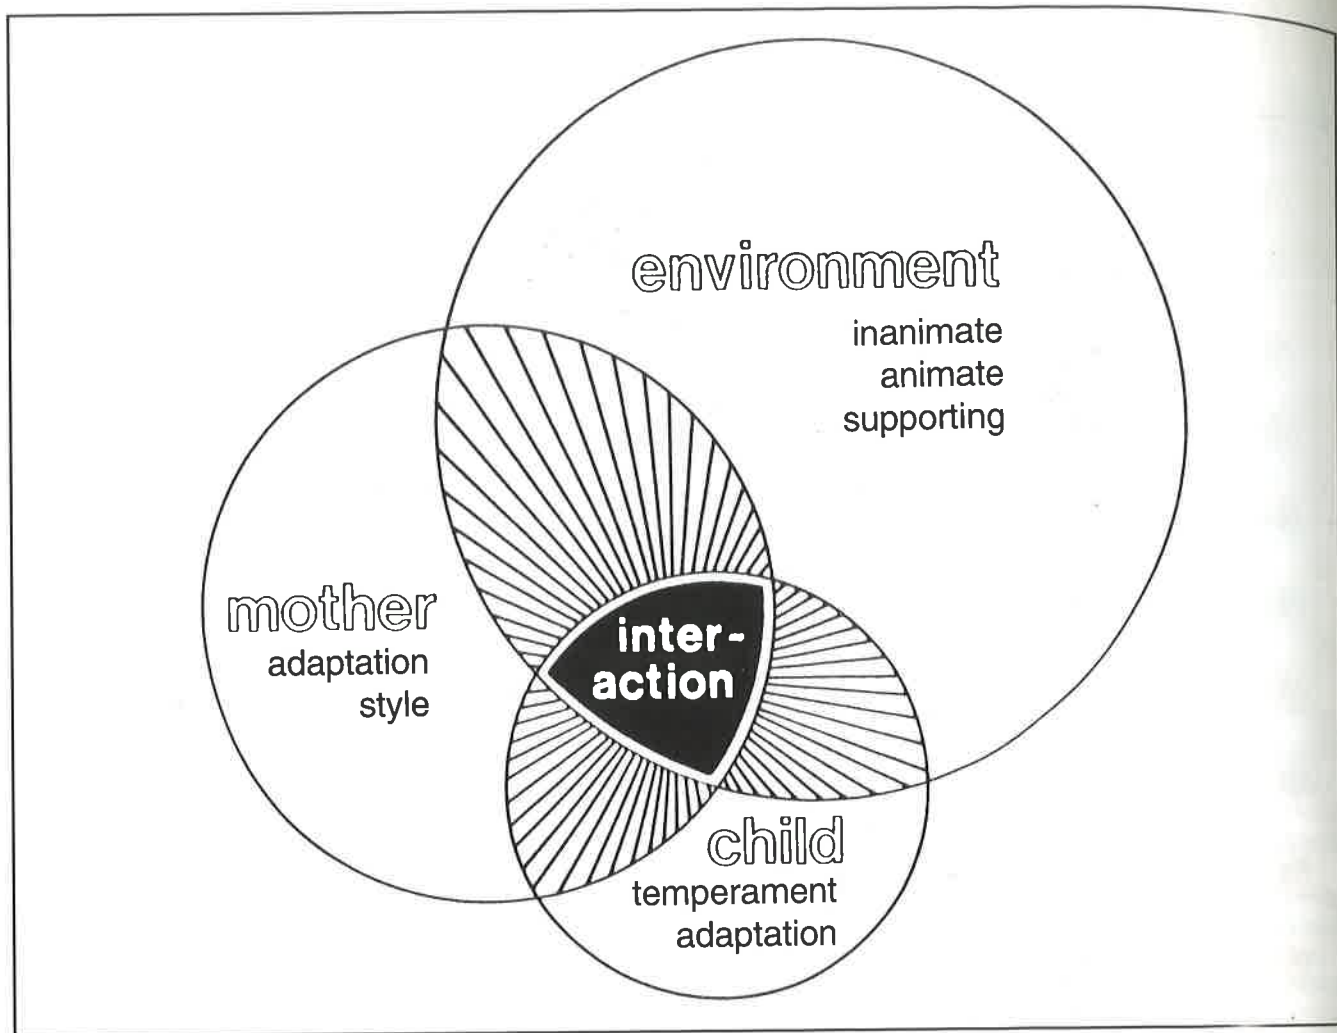 environment
inanimate
animate
supporting
mother
adaptation
style
inter-
action
child
temperament
adaptation